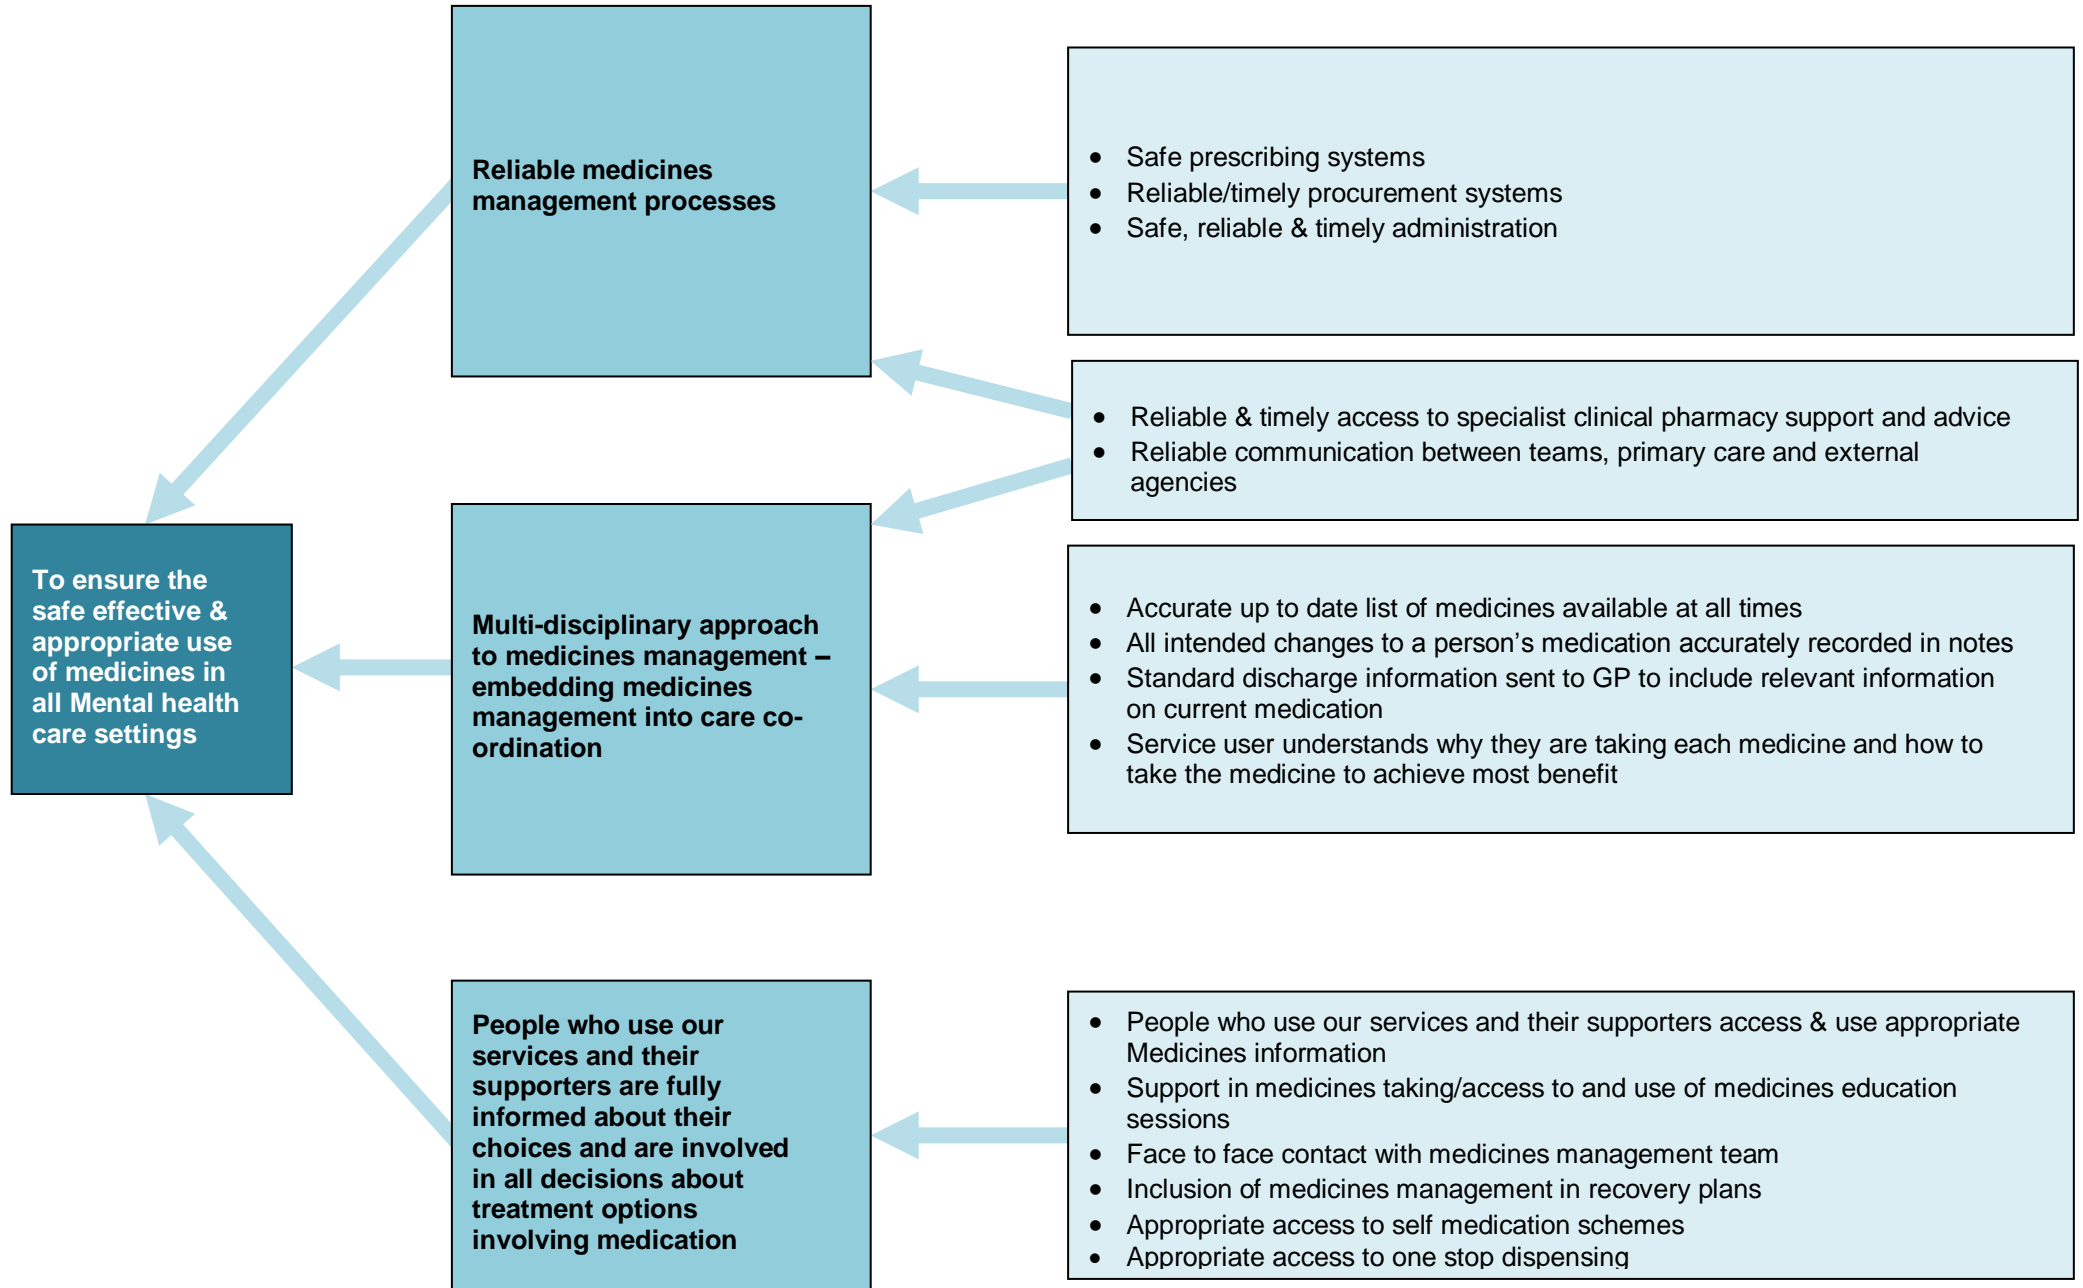 Reliable medicines
management processes
• Safe prescribing systems
• Reliable/timely procurement systems
• Safe, reliable & timely administration
• Reliable & timely access to specialist clinical pharmacy support and advice
• Reliable communication between teams, primary care and external
agencies
To ensure the
safe effective &
appropriate use
of medicines in
all Mental health
care settings
Multi-disciplinary approach
to medicines management –
embedding medicines
management into care co-
ordination
• Accurate up to date list of medicines available at all times
• All intended changes to a person’s medication accurately recorded in notes
• Standard discharge information sent to GP to include relevant information
on current medication
• Service user understands why they are taking each medicine and how to
take the medicine to achieve most benefit
People who use our
services and their
supporters are fully
informed about their
choices and are involved
in all decisions about
treatment options
involving medication
• People who use our services and their supporters access & use appropriate
Medicines information
• Support in medicines taking/access to and use of medicines education
sessions
• Face to face contact with medicines management team
• Inclusion of medicines management in recovery plans
• Appropriate access to self medication schemes
• Appropriate access to one stop dispensing